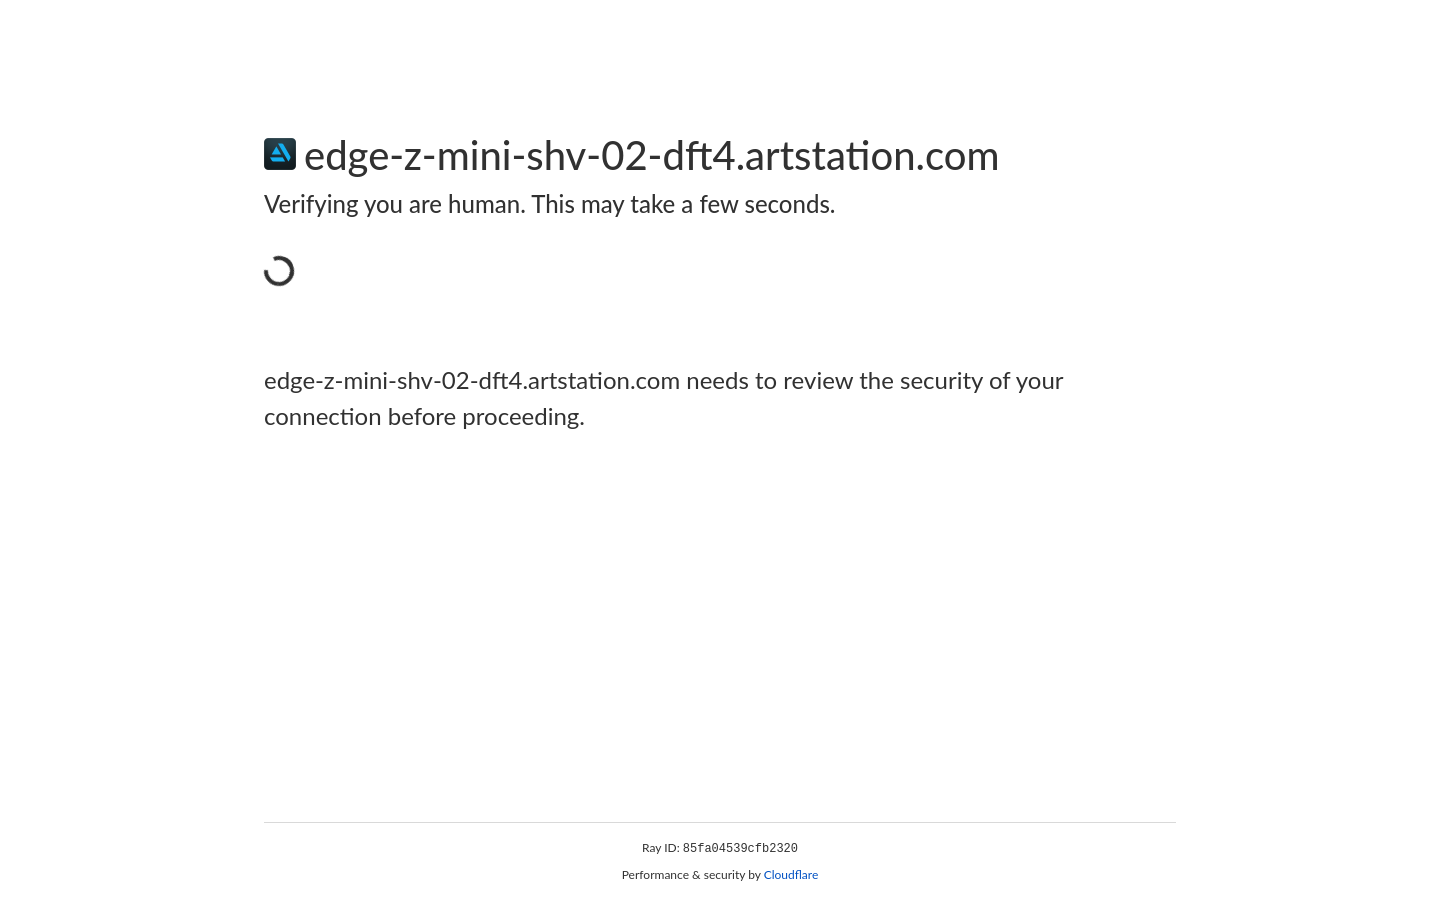 edge-z-mini-shv-02-dft4.artstation.com
Verifying you are human. This may take a few seconds.
edge-z-mini-shv-02-dft4.artstation.com needs to review the security of your
connection before proceeding.
Ray ID: 85fa04539cfb2320
Performance & security by Cloudflare